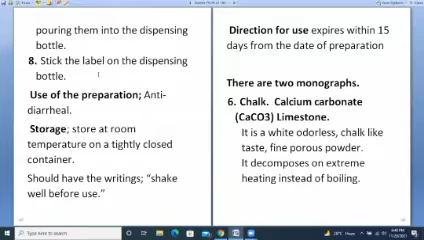 pouring them into the dispensing
bottle.
8. Stick the label on the dispensing
bottle.
Use of the preparation; Anti-
diarrheal.
Storage; store at room
temperature on a tightly closed
container.
Should have the writings; “shake
well before use.”
Direction for use expires within 15
days from the date of preparation
There are two monographs.
6. Chalk. Calcium carbonate
(CaCO3) Limestone.
It is a white odorless, chalk like
taste, fine porous powder.
It decomposes on extreme
heating instead of boiling.
Type here to search